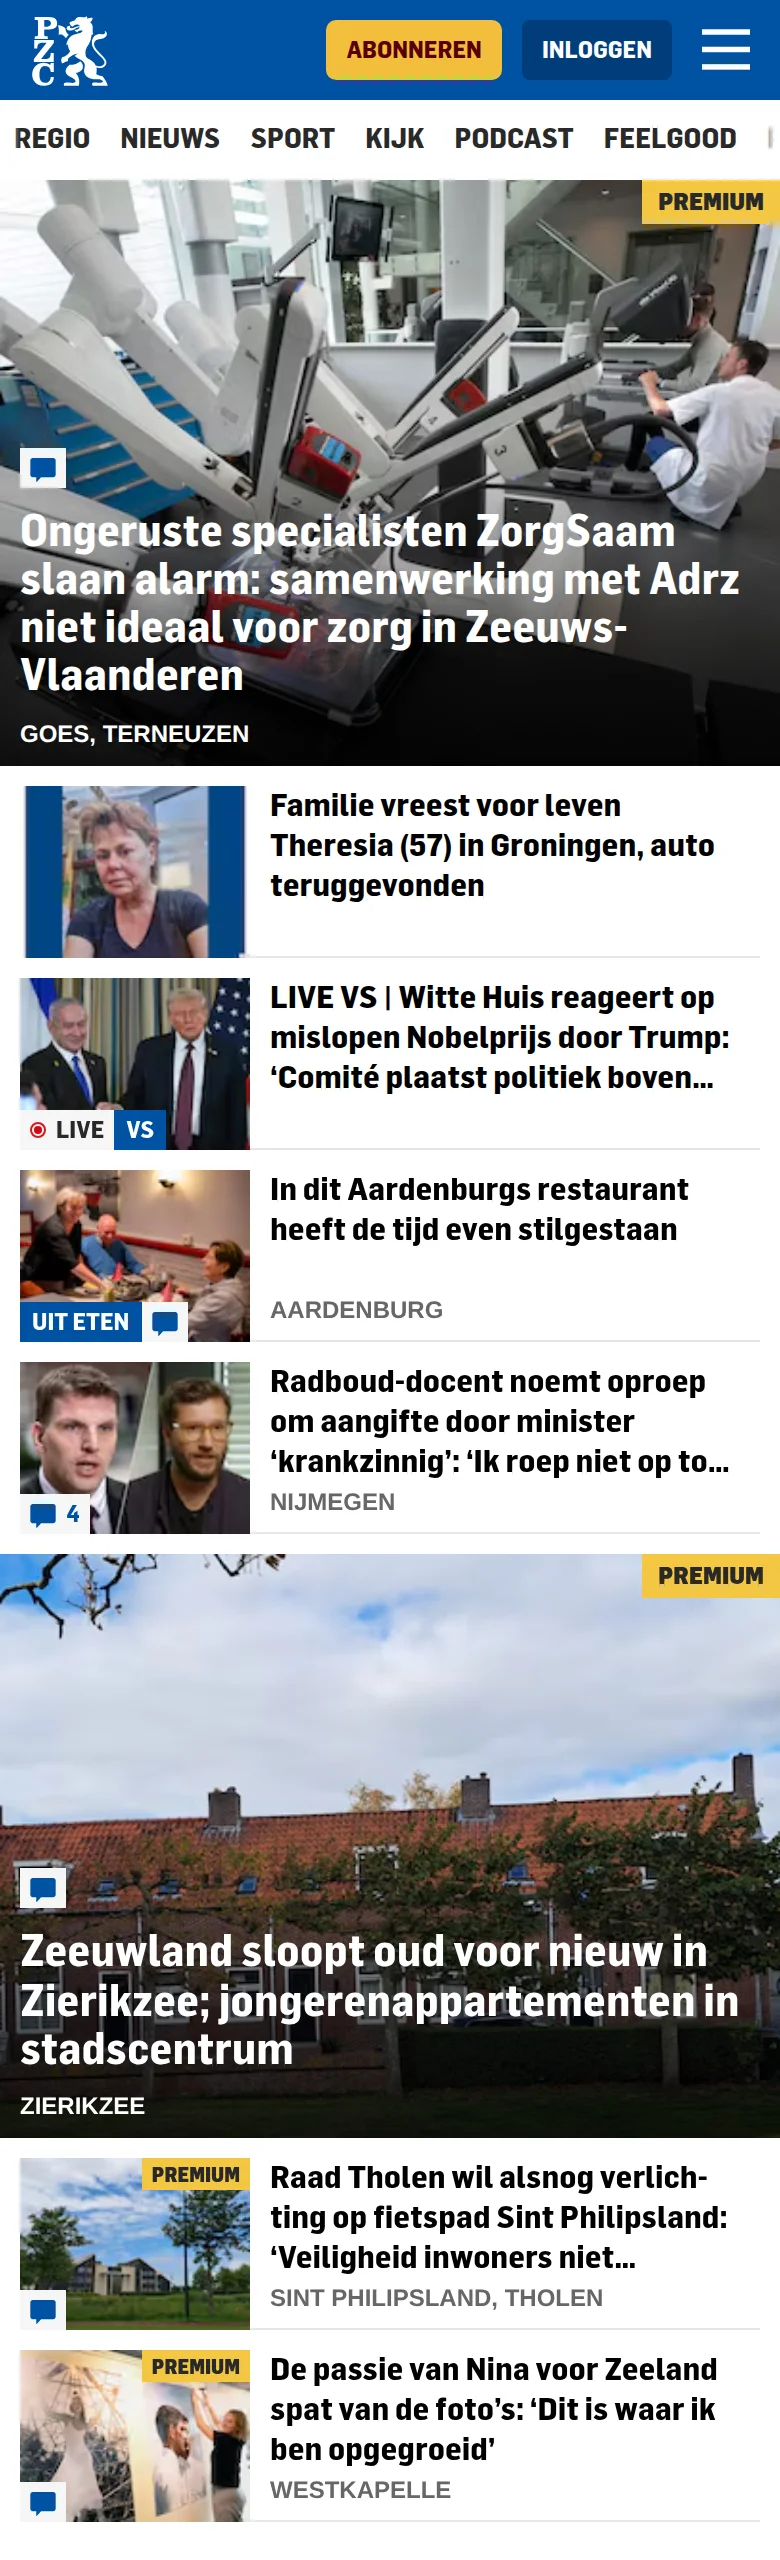 PZC
ABONNEREN
INLOGGEN
REGIO NIEUWS SPORT KIJK PODCAST FEELGOOD
PREMIUM
Ongeruste specialisten ZorgSaam
slaan alarm: samenwerking met Adrz
niet ideaal voor zorg in Zeeuws-
Vlaanderen
GOES, TERNEUZEN
Familie vreest voor leven
Theresia (57) in Groningen, auto
teruggevonden
LIVE VS | Witte Huis reageert op
mislopen Nobelprijs door Trump:
‘Comité plaatst politiek boven...
LIVE VS
In dit Aardenburgs restaurant
heeft de tijd even stilgestaan
AARDENBURG
UIT ETEN
Radboud-docent noemt oproep
om aangifte door minister
‘krankzinnig’: ‘Ik roep niet op to...
NIJMEGEN
4
PREMIUM
Zeeuwland sloopt oud voor nieuw in
Zierikzee; jongerenappartementen in
stadscentrum
ZIERIKZEE
PREMIUM
Raad Tholen wil alsnog verlich-
ting op fietspad Sint Philipsland:
‘Veiligheid inwoners niet...
SINT PHILIPSLAND, THOLEN
PREMIUM
De passie van Nina voor Zeeland
spat van de foto’s: ‘Dit is waar ik
ben opgegroeid’
WESTKAPELLE